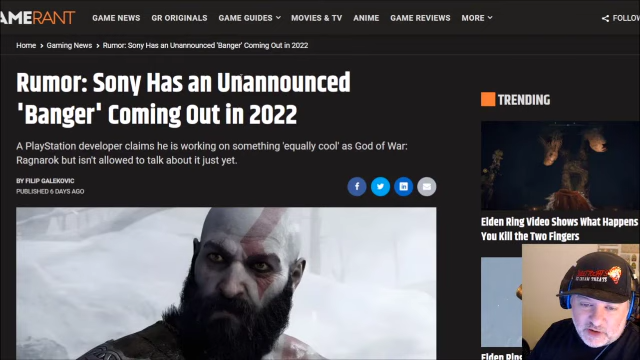 AMERANT
GAME NEWS GR ORIGINALS GAME GUIDES MOVIES & TV ANIME GAME REVIEWS MORE
FOLLOW
Home > Gaming News > Rumor: Sony Has an Unannounced 'Banger' Coming Out in 2022
Rumor: Sony Has an Unannounced
'Banger' Coming Out in 2022
A PlayStation developer claims he is working on something 'equally cool' as God of War:
Ragnarok but isn't allowed to talk about it just yet.
BY FILIP GALEKOVIC
PUBLISHED 6 DAYS AGO
TRENDING
Elden Ring Video Shows What Happens
You Kill the Two Fingers
Elden Ring